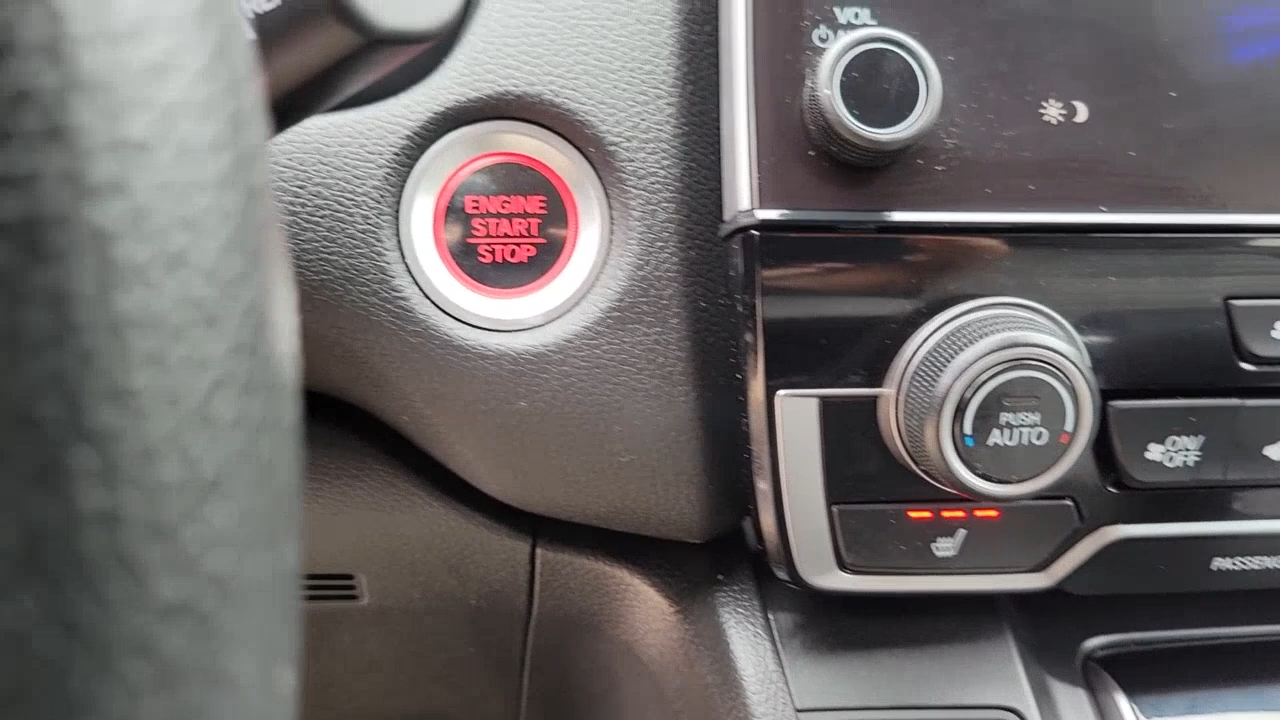 VOL
ENGINE
START
STOP
PUSH
AUTO
ON/
OFF